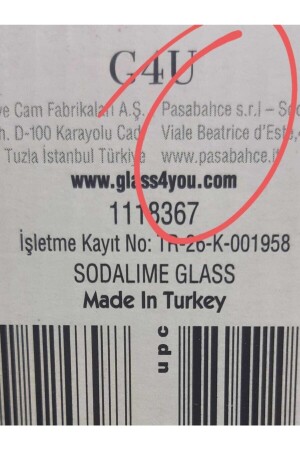 G4U
ve Cam Fabrikaları A.Ş. Pasabahce s.r.l – Soc
h. D-100 Karayolu Cad Viale Beatrice d'Este,
Tuzla İstanbul Türkiye www.pasabahce.it
www.glass4you.com
1118367
İşletme Kayıt No: TR-26-K-001958
SODALIME GLASS
Made In Turkey
upc